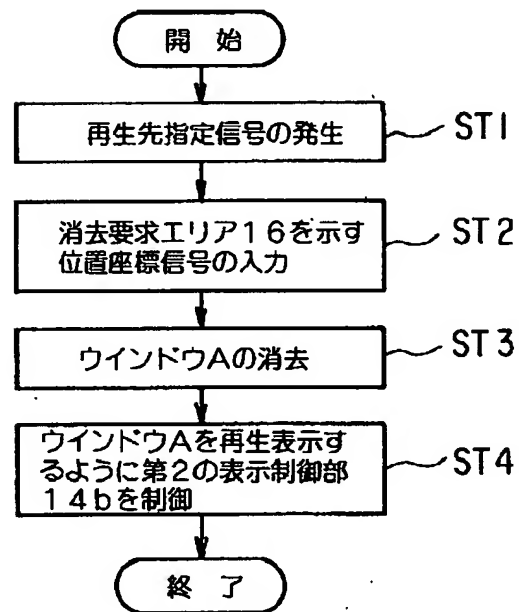 開 始
再生先指定信号の発生
ST1
消去要求エリア16を示す
位置座標信号の入力
ST2
ウインドウAの消去
ST3
ウインドウAを再生表示す
るように第2の表示制御部
14bを制御
ST4
終 了